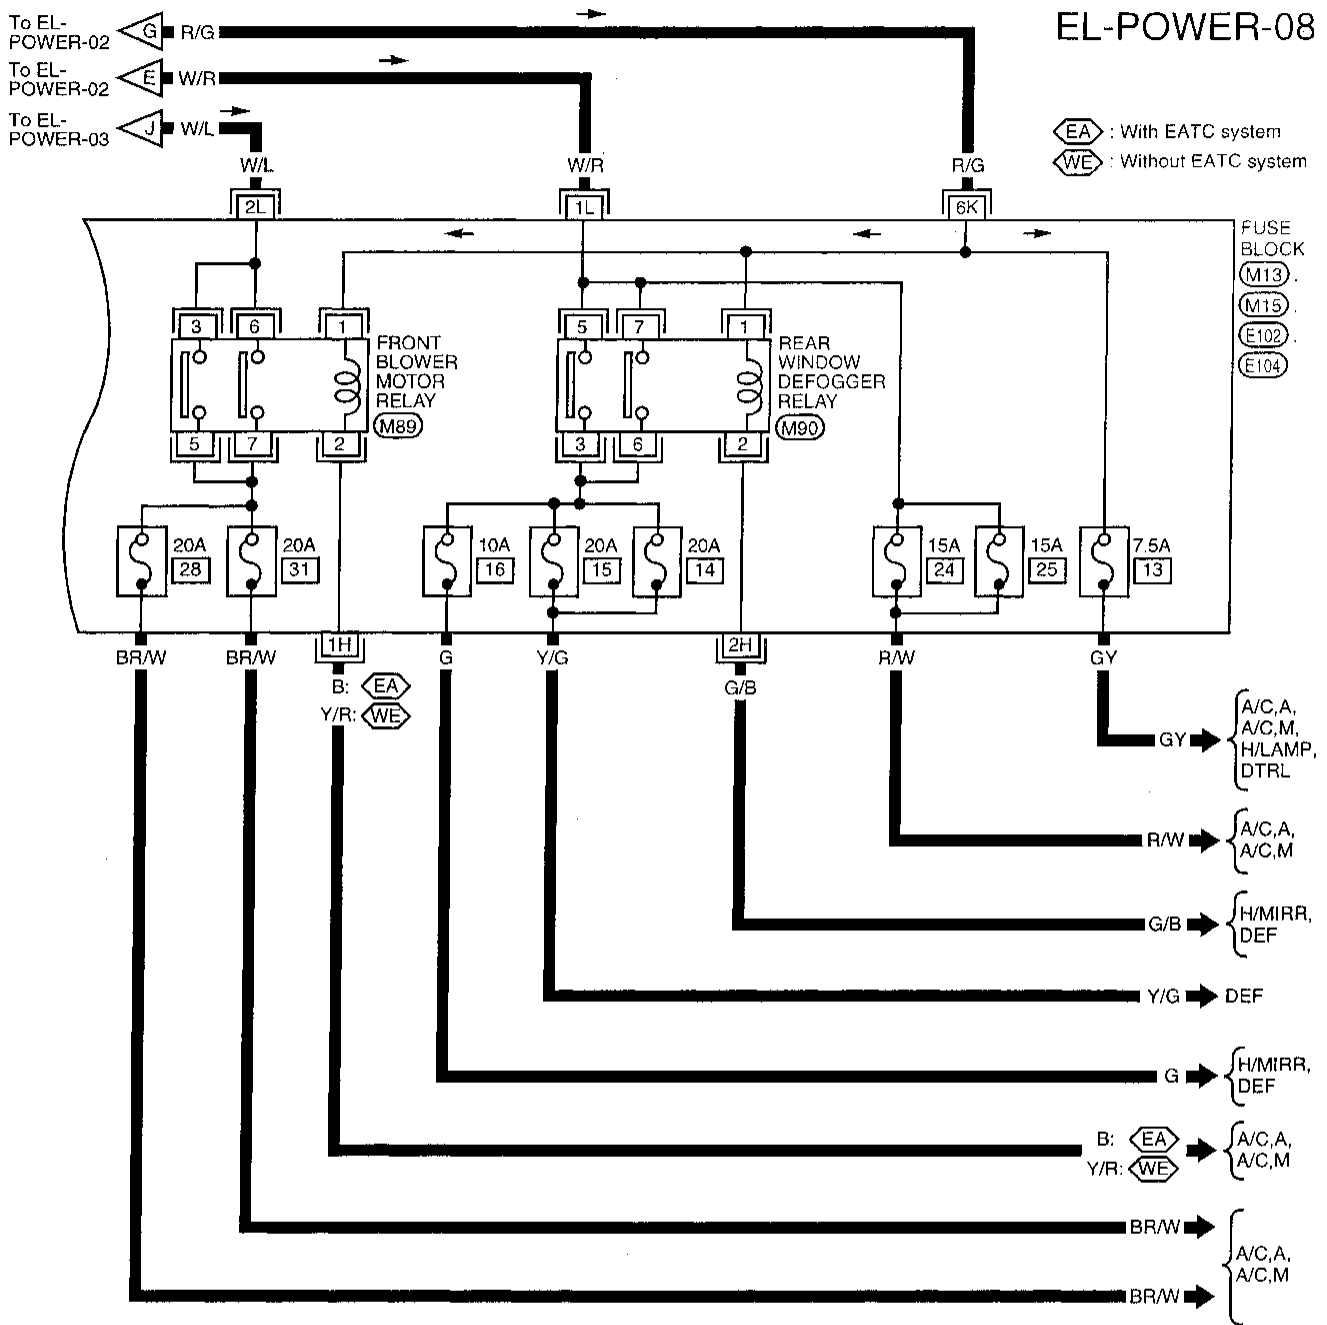 EL-POWER-08
To EL-
POWER-02
G
R/G
To EL-
POWER-02
E
W/R
To EL-
POWER-03
J
W/L
EA : With EATC system
WE : Without EATC system
W/L
W/R
R/G
2L
1L
6K
FUSE
BLOCK
M13 .
M15 .
E102 .
E104
3
6
1
5
7
1
FRONT
BLOWER
MOTOR
RELAY
M89
REAR
WINDOW
DEFOGGER
RELAY
M90
5
7
2
3
6
2
20A
28
20A
31
10A
16
20A
15
20A
14
15A
24
15A
25
7.5A
13
1H
2H
BR/W
BR/W
G
Y/G
R/W
GY
B: EA
Y/R: WE
G/B
GY
A/C,A,
A/C,M,
H/LAMP,
DTRL
R/W
A/C,A,
A/C,M
G/B
H/MIRR,
DEF
Y/G
DEF
G
H/MIRR,
DEF
B: EA
Y/R: WE
A/C,A,
A/C,M
BR/W
A/C,A,
A/C,M
BR/W